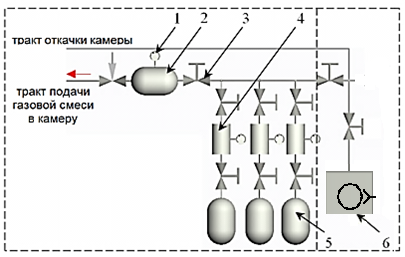 1
2
3
4
тракт откачки камеры
тракт подачи
газовой смеси
в камеру
5
6